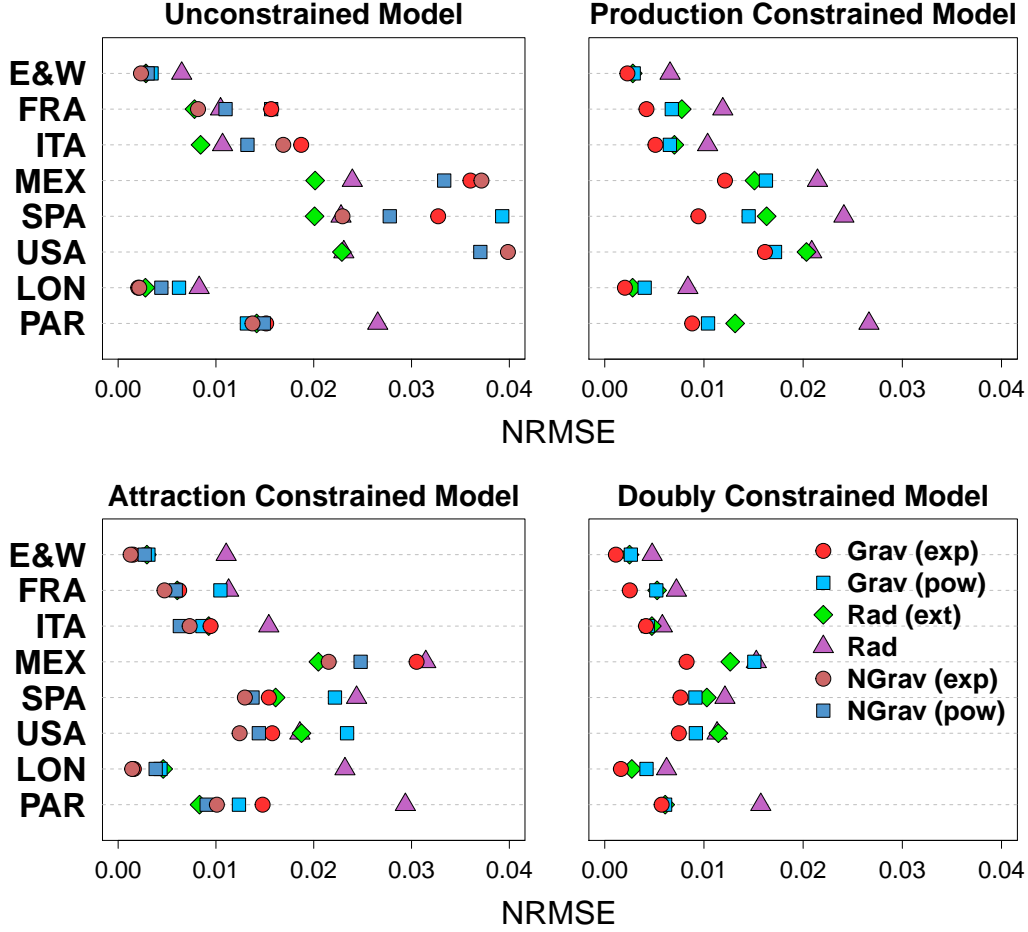 Unconstrained Model
Production Constrained Model
E&W
FRA
ITA
MEX
SPA
USA
LON
PAR
0.00 0.01 0.02 0.03 0.04
0.00 0.01 0.02 0.03 0.04
NRMSE
Attraction Constrained Model
Doubly Constrained Model
E&W
FRA
ITA
MEX
SPA
USA
LON
PAR
Grav (exp)
Grav (pow)
Rad (ext)
Rad
NGrav (exp)
NGrav (pow)
0.00 0.01 0.02 0.03 0.04
0.00 0.01 0.02 0.03 0.04
NRMSE